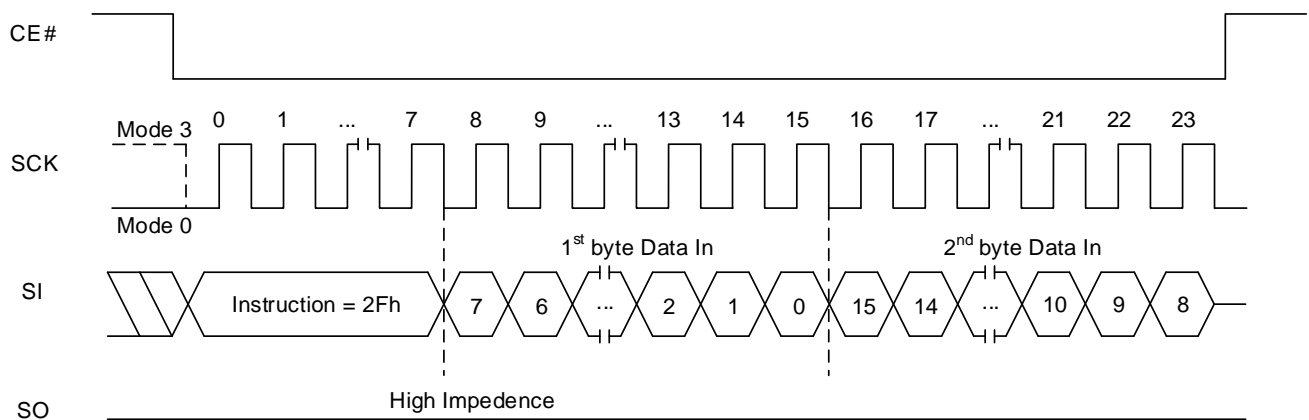 CE#
0 1 ... 7 8 9 ... 13 14 15 16 17 ... 21 22 23
Mode 3
SCK
Mode 0
1st byte Data In 2nd byte Data In
SI
Instruction = 2Fh 7 6 ... 2 1 0 15 14 ... 10 9 8
High Impedence
SO